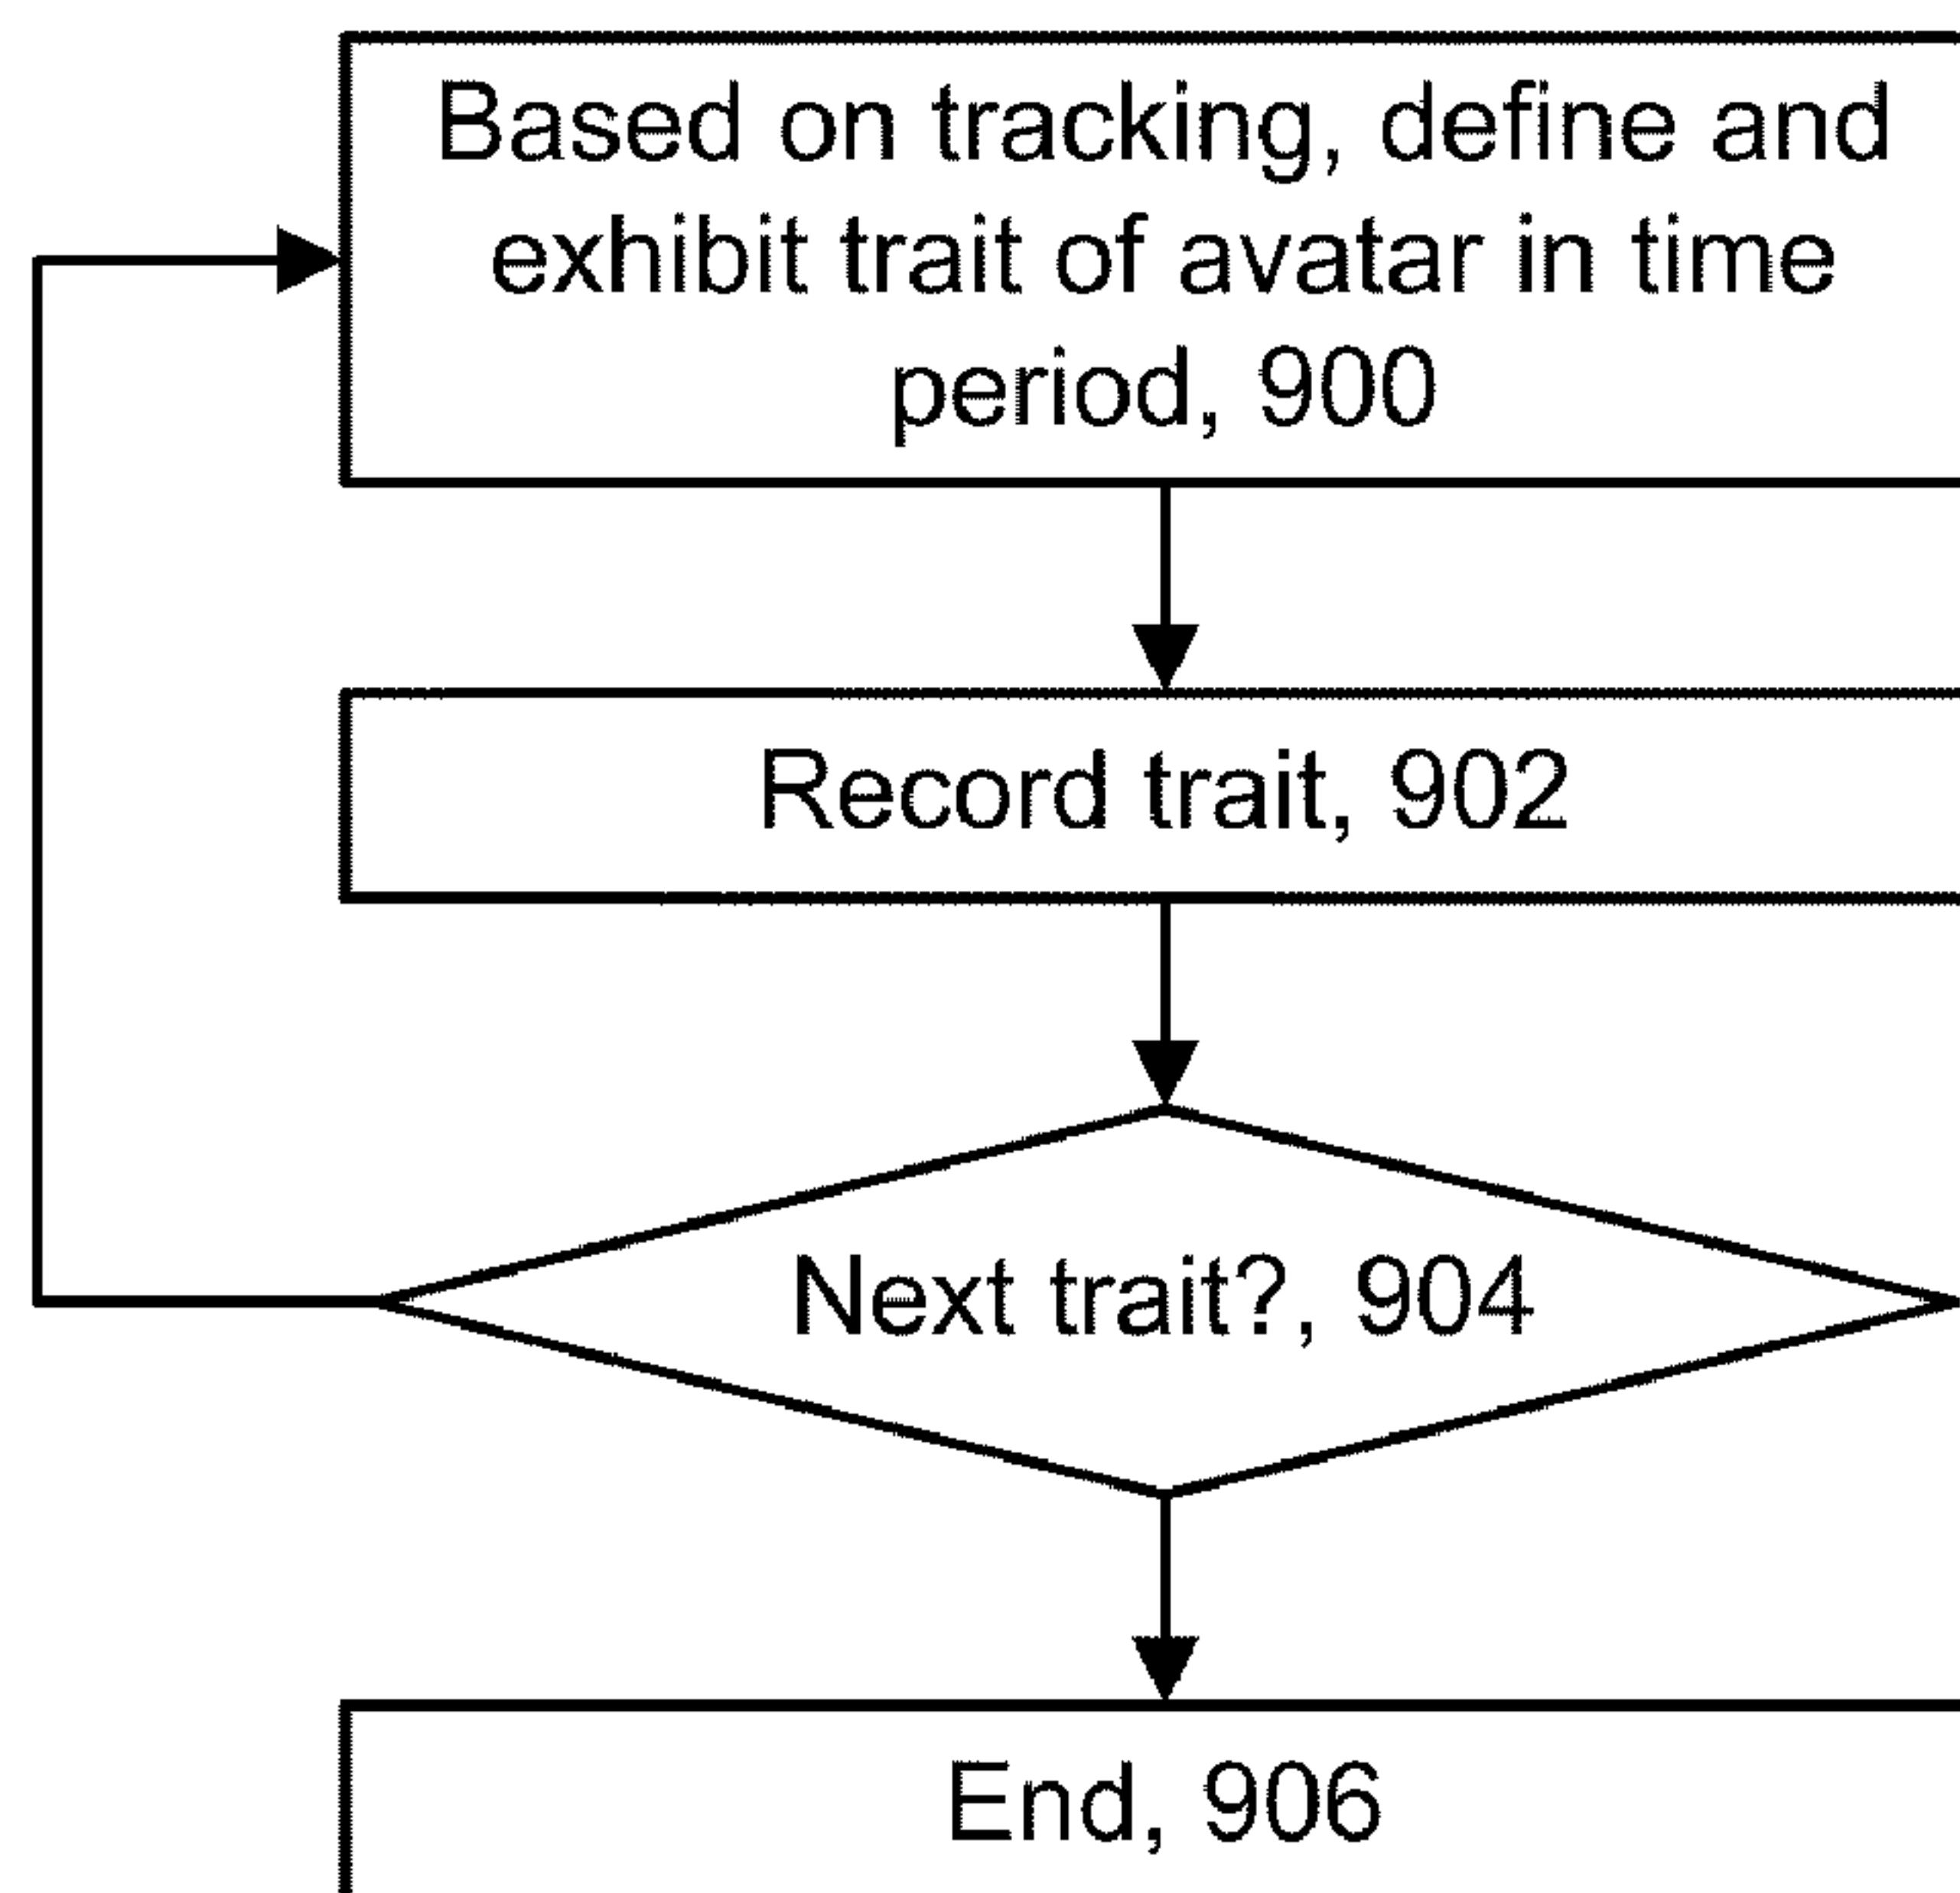 Based on tracking, define and
exhibit trait of avatar in time
period, 900
Record trait, 902
Next trait?, 904
End, 906